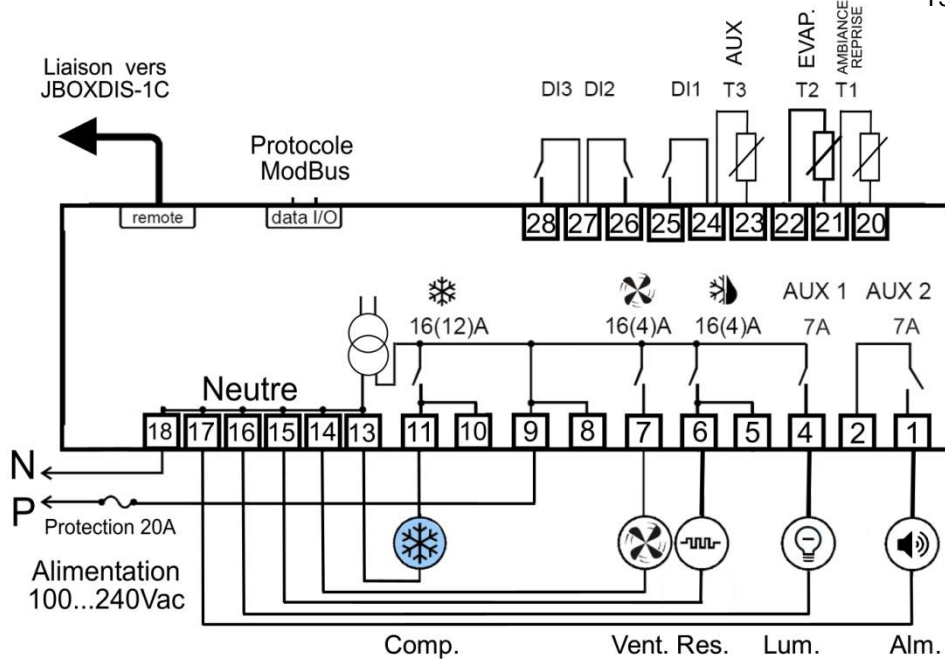 Liaison vers
JBOXDIS-1C
Protocole
ModBus
remote
data I/O
DI3 DI2 DI1
AUX
T3
EVAP.
T2
AMBIANCE
REPRISE
T1
28 27 26 25 24 23 22 21 20
16(12)A
16(4)A
16(4)A
AUX 1
7A
AUX 2
7A
Neutre
18 17 16 15 14 13 11 10 9 8 7 6 5 4 2 1
N
P
Protection 20A
Alimentation
100...240Vac
Comp. Vent. Res. Lum. Alm.